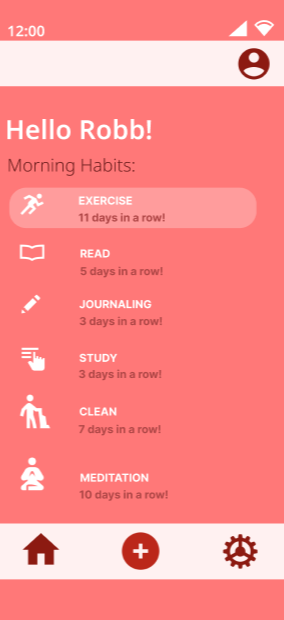 12:00
Hello Robb!
Morning Habits:
EXERCISE
11 days in a row!
READ
5 days in a row!
JOURNALING
3 days in a row!
STUDY
3 days in a row!
CLEAN
7 days in a row!
MEDITATION
10 days in a row!